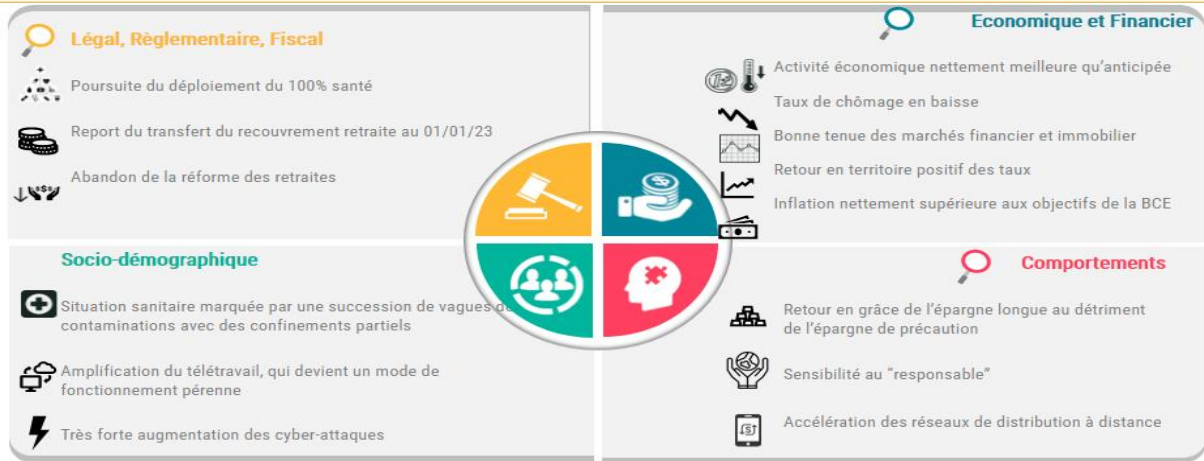 Légal, Règlementaire, Fiscal
Poursuite du déploiement du 100% santé
Report du transfert du recouvrement retraite au 01/01/23
Abandon de la réforme des retraites
Economique et Financier
Activité économique nettement meilleure qu'anticipée
Taux de chômage en baisse
Bonne tenue des marchés financier et immobilier
Retour en territoire positif des taux
Inflation nettement supérieure aux objectifs de la BCE
Socio-démographique
Situation sanitaire marquée par une succession de vagues de
contaminations avec des confinements partiels
Amplification du télétravail, qui devient un mode de
fonctionnement pérenne
Très forte augmentation des cyber-attaques
Comportements
Retour en grâce de l'épargne longue au détriment
de l'épargne de précaution
Sensibilité au "responsable"
Accélération des réseaux de distribution à distance